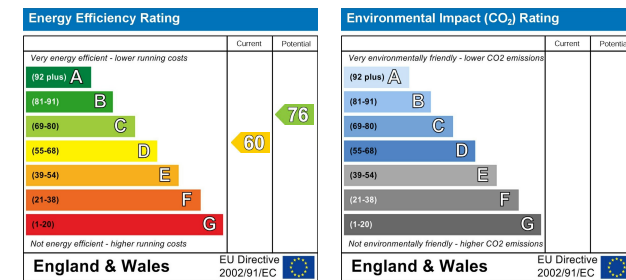 Energy Efficiency Rating
Current Potential
Very energy efficient - lower running costs
(92 plus) A
(81-91) B
(69-80) C
(55-68) D
(39-54) E
(21-38) F
(1-20) G
60
76
Not energy efficient - higher running costs
England & Wales
EU Directive
2002/91/EC
Environmental Impact (CO₂) Rating
Current Potential
Very environmentally friendly - lower CO2 emissions
(92 plus) A
(81-91) B
(69-80) C
(55-68) D
(39-54) E
(21-38) F
(1-20) G
Not environmentally friendly - higher CO2 emissions
England & Wales
EU Directive
2002/91/EC